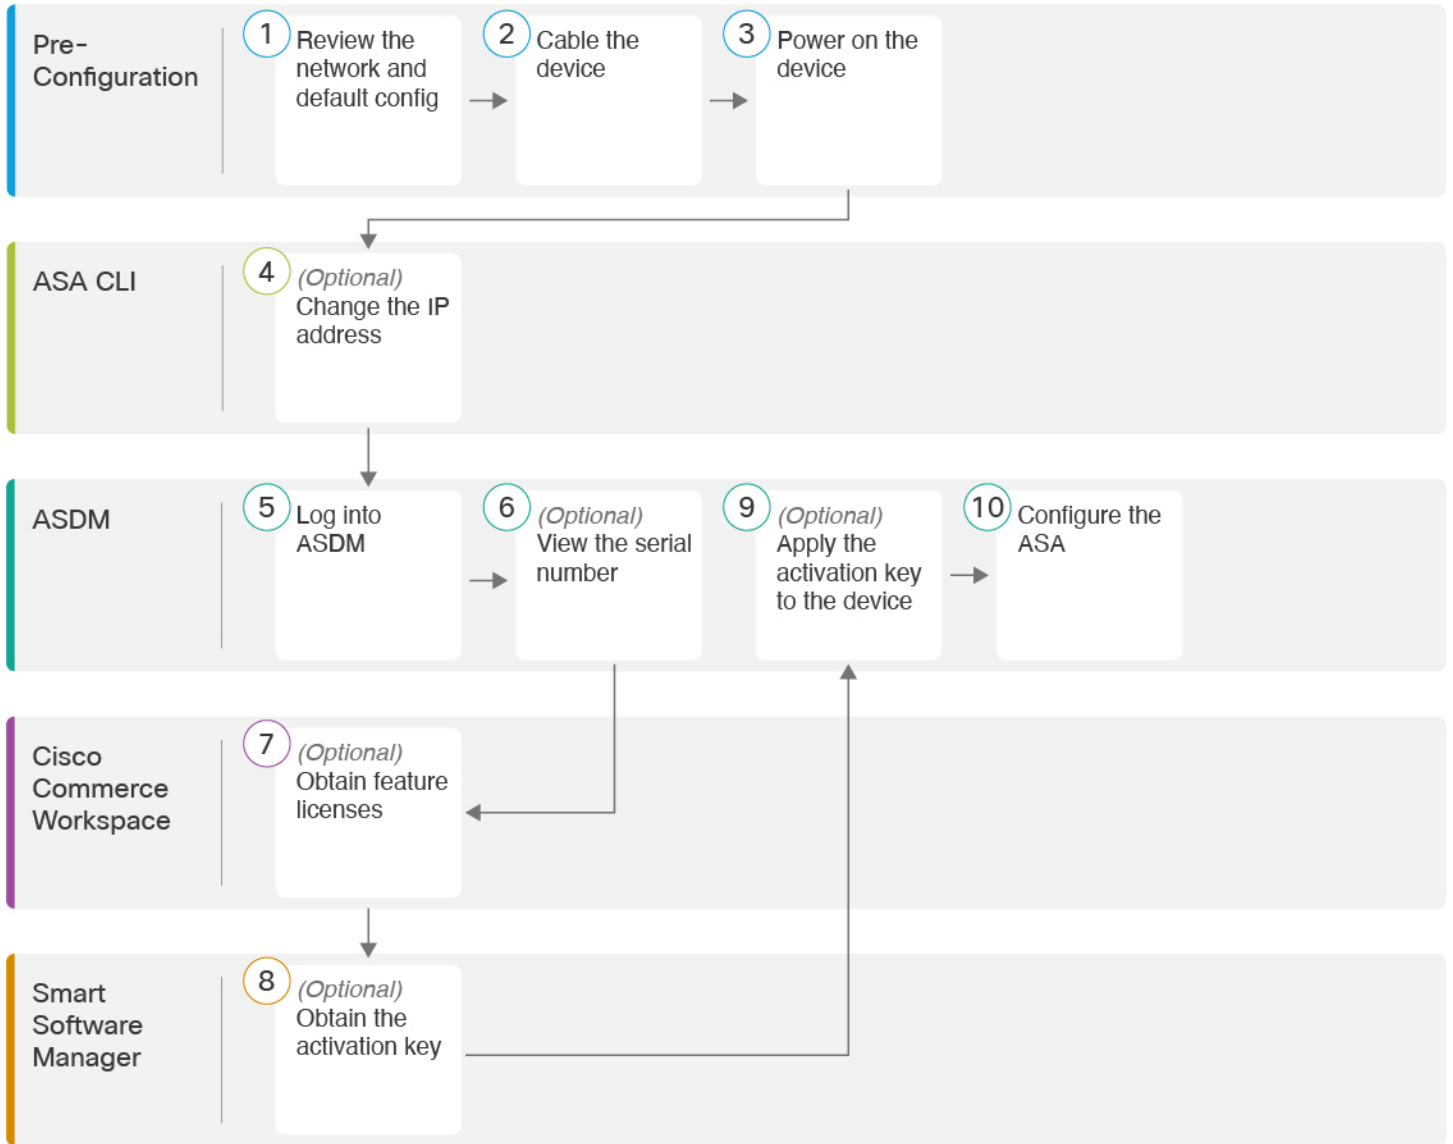 Pre-
Configuration
1
Review the
network and
default config
2
Cable the
device
3
Power on the
device
ASA CLI
4
(Optional)
Change the IP
address
ASDM
5
Log into
ASDM
6
(Optional)
View the serial
number
9
(Optional)
Apply the
activation key
to the device
10
Configure the
ASA
Cisco
Commerce
Workspace
7
(Optional)
Obtain feature
licenses
Smart
Software
Manager
8
(Optional)
Obtain the
activation key